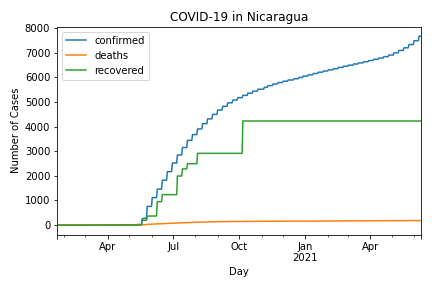 COVID-19 in Nicaragua
confirmed
deaths
recovered
8000
7000
6000
5000
4000
3000
2000
1000
0
Number of Cases
Apr
Jul
Oct
Jan
2021
Apr
Day